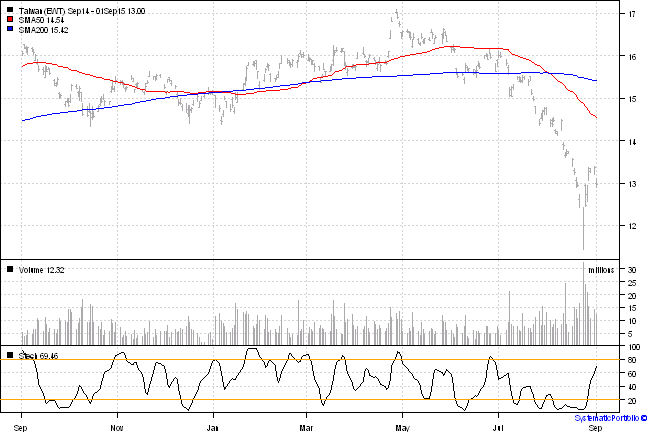 Taiwan (EWT) Sep14 - 01Sep15 13.00
SMA50 14.54
SMA200 15.42
17
16
15
14
13
12
Volume 12.32
millions
30
25
20
15
10
5
Stoch 69.46
100
80
60
40
20
Sep Nov Jan Mar May Jul Sep
SystematicPortfolio ©